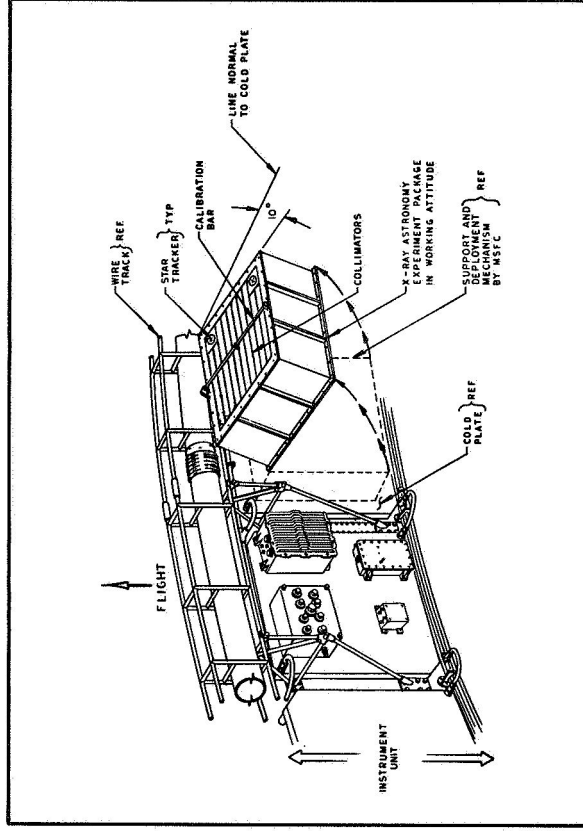 WIRE
TRACK } REF.
STAR
TRACKER } TYP
CALIBRATION
BAR
LINE NORMAL
TO COLD PLATE
10°
COLLIMATORS
X-RAY ASTRONOMY
EXPERIMENT PACKAGE
IN WORKING ATTITUDE
SUPPORT AND
DEPLOYMENT
MECHANISM
BY MSFC } REF
COLD
PLATE } REF
FLIGHT
INSTRUMENT
UNIT